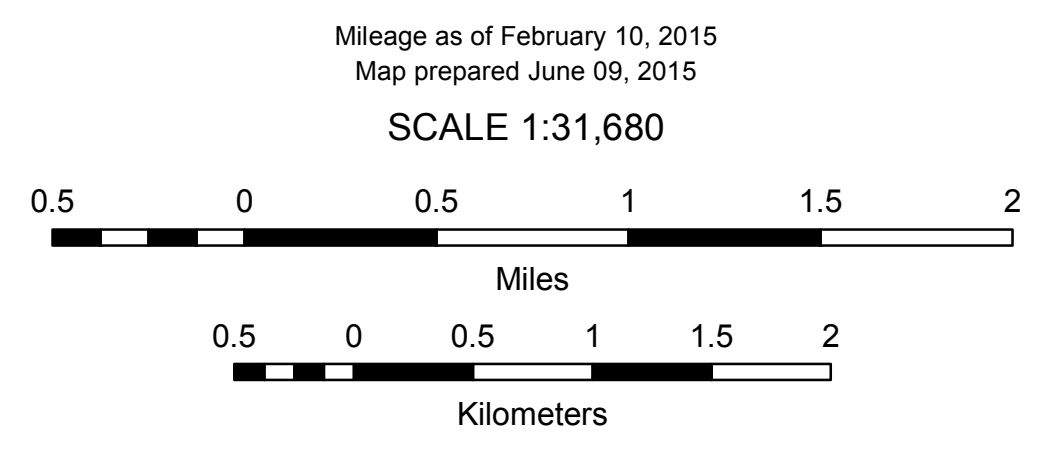 Mileage as of February 10, 2015
Map prepared June 09, 2015
SCALE 1:31,680
0.5 0 0.5 1 1.5 2
Miles
0.5 0 0.5 1 1.5 2
Kilometers